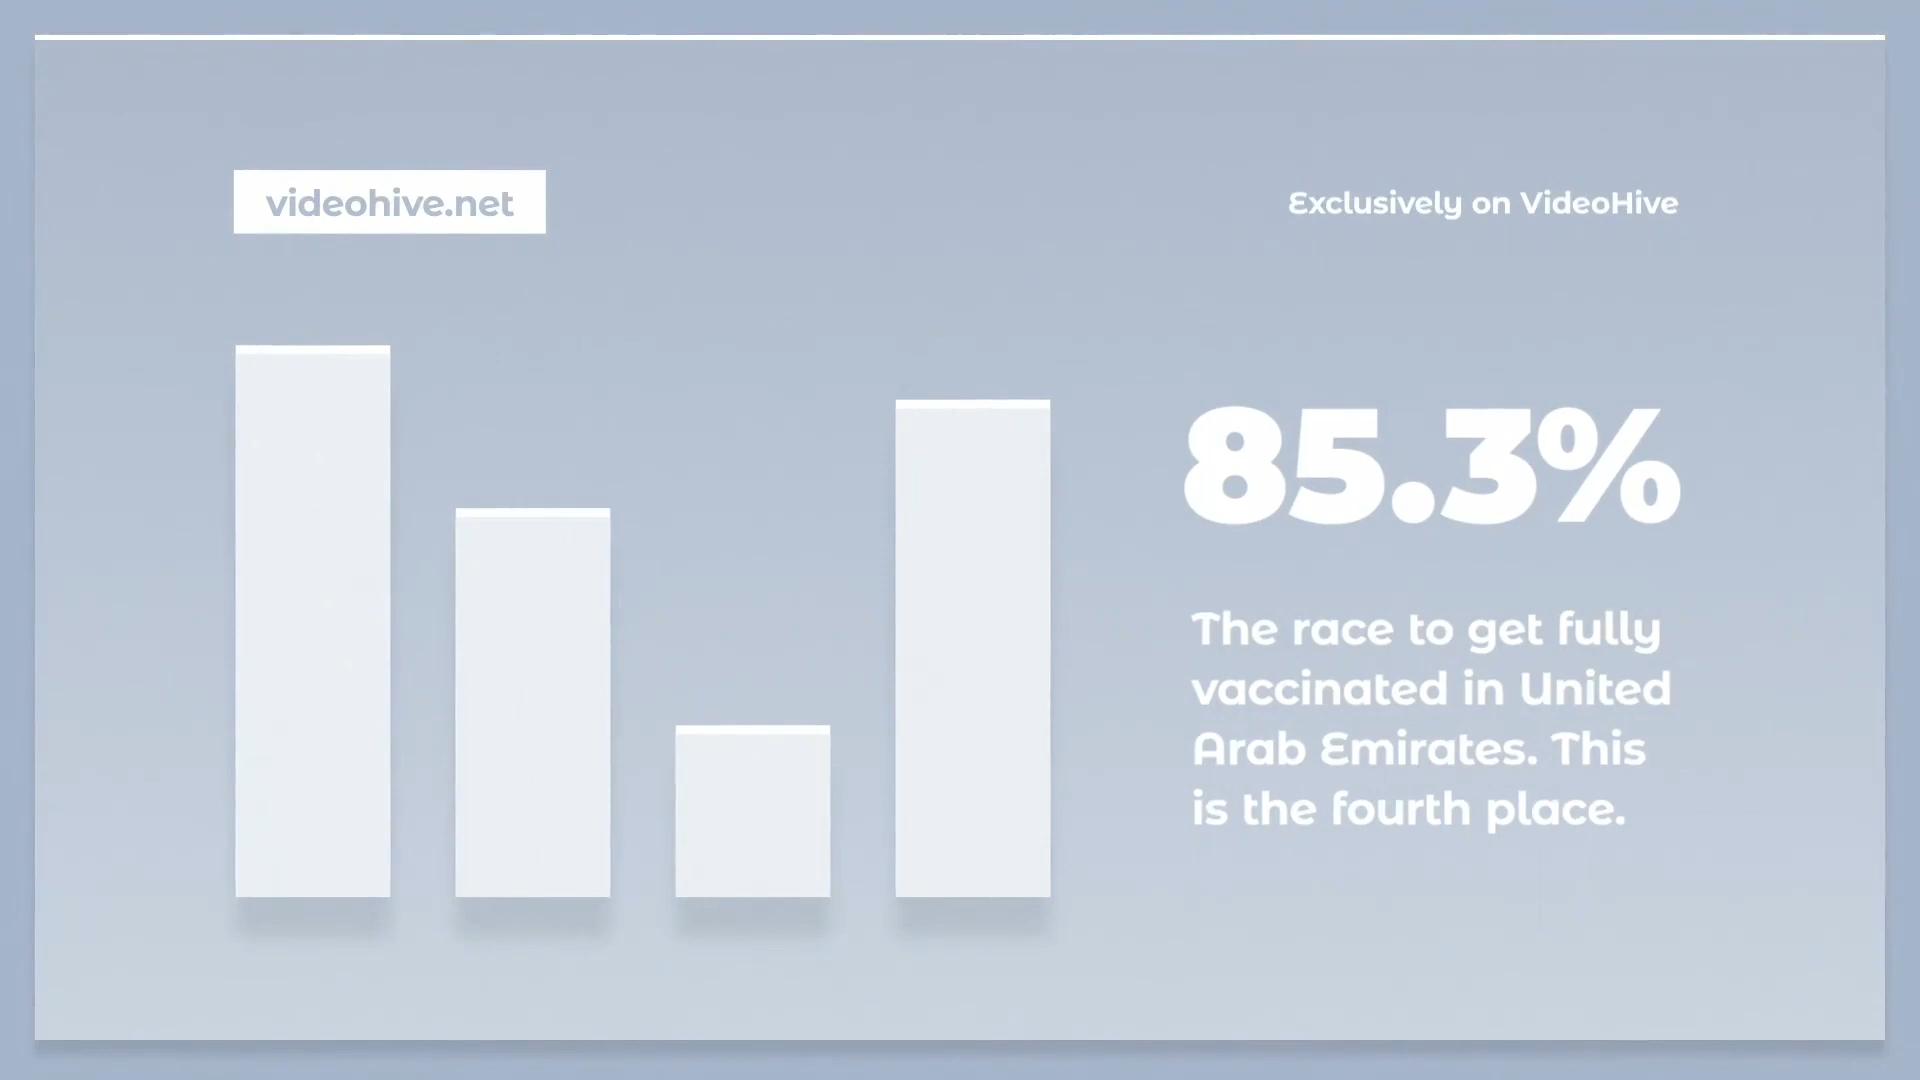 videohive.net
Exclusively on VideoHive
85.3%
The race to get fully
vaccinated in United
Arab Emirates. This
is the fourth place.